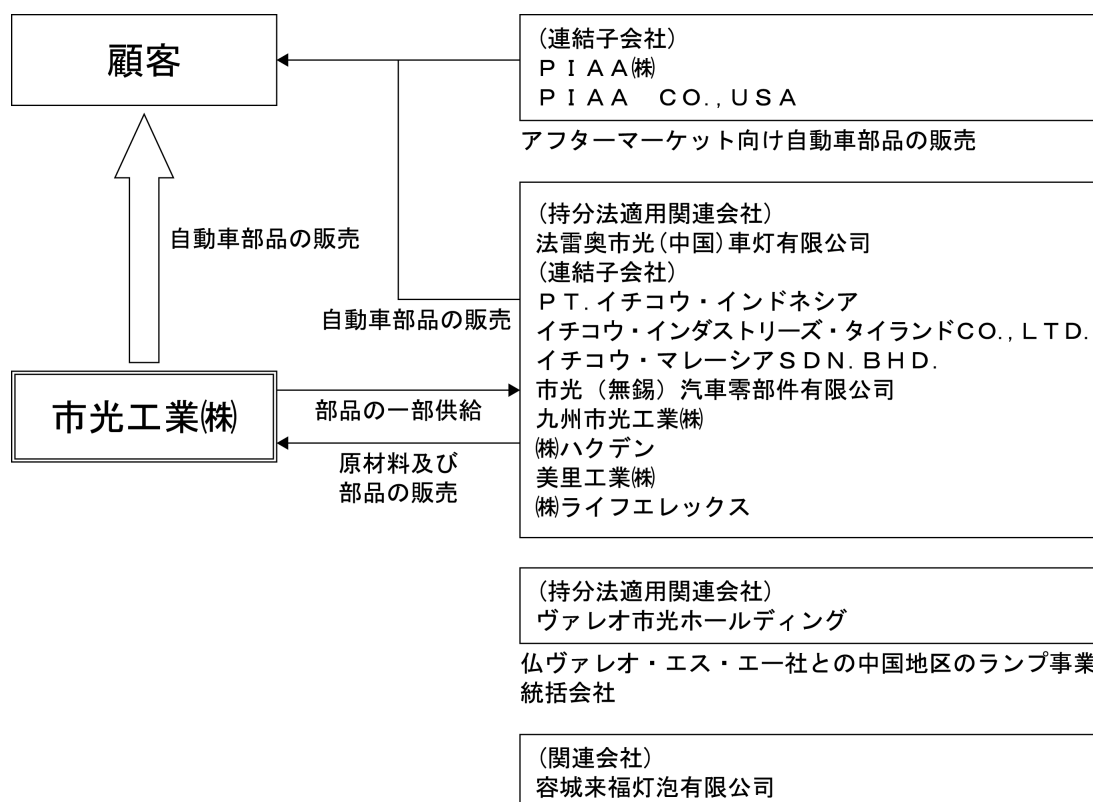 顧客
(連結子会社)
ＰＩＡＡ㈱
ＰＩＡＡ　ＣＯ.,ＵＳＡ
アフターマーケット向け自動車部品の販売
自動車部品の販売
(持分法適用関連会社)
法雷奥市光(中国)車灯有限公司
(連結子会社)
ＰＴ.イチコウ・インドネシア
イチコウ・インダストリーズ・タイランドＣＯ.,ＬＴＤ.
イチコウ・マレーシアＳＤＮ.ＢＨＤ.
市光（無錫）汽車零部件有限公司
九州市光工業㈱
㈱ハクデン
美里工業㈱
㈱ライフエレックス
自動車部品の販売
市光工業㈱
部品の一部供給
原材料及び
部品の販売
(持分法適用関連会社)
ヴァレオ市光ホールディング
仏ヴァレオ・エス・エー社との中国地区のランプ事業
統括会社
(関連会社)
容城来福灯泡有限公司